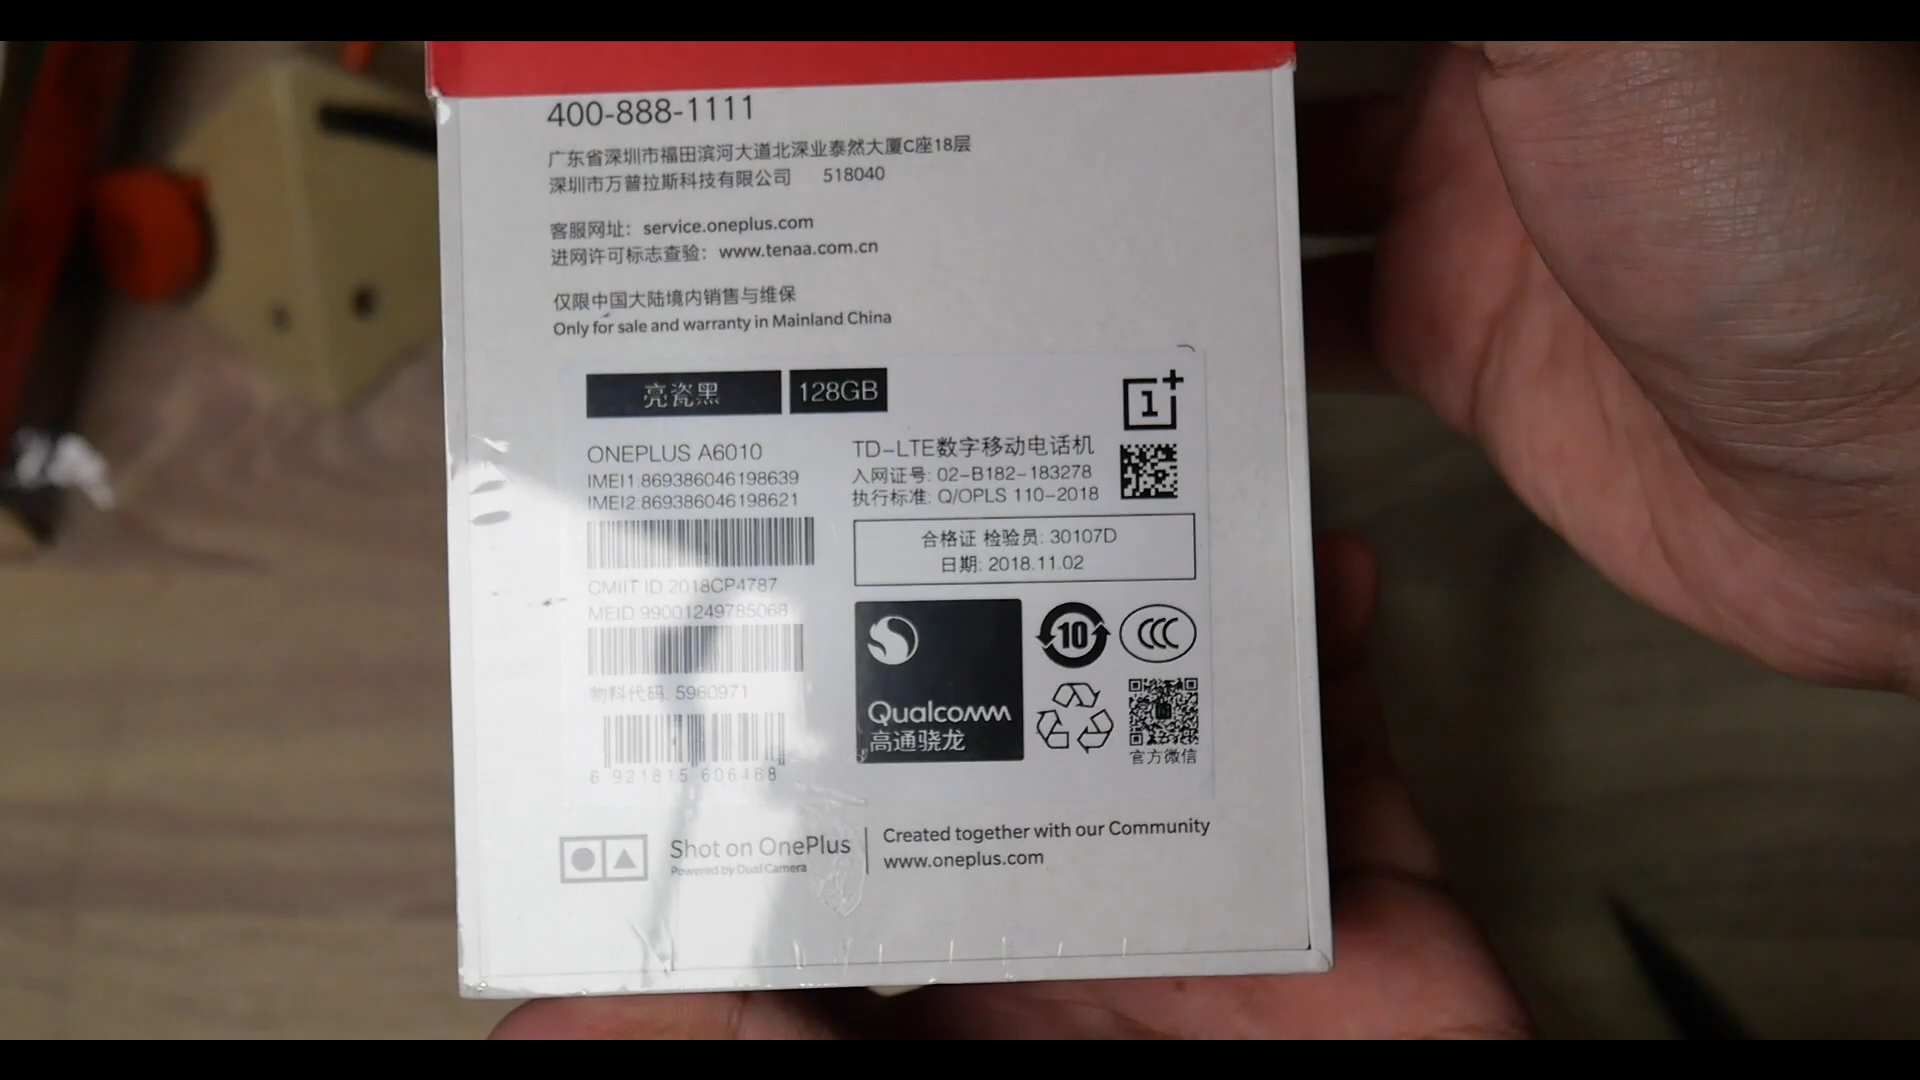 400-888-1111
广东省深圳市福田滨河大道北深业泰然大厦C座18层
深圳市万普拉斯科技有限公司 518040
客服网址：service.oneplus.com
进网许可标志查验：www.tenaa.com.cn
仅限中国大陆境内销售与维保
Only for sale and warranty in Mainland China
亮瓷黑 128GB
ONEPLUS A6010
IMEI1:869386046198639
IMEI2:869386046198621
CMIIT ID 2018CP4787
MEID 99001249785068
物料代码: 5960971
6 921815 606468
TD-LTE数字移动电话机
入网证号: 02-B182-183278
执行标准: Q/OPLS 110-2018
合格证 检验员: 30107D
日期: 2018.11.02
Qualcomm
高通骁龙
10
CCC
官方微信
Shot on OnePlus
Powered by Dual Camera
Created together with our Community
www.oneplus.com